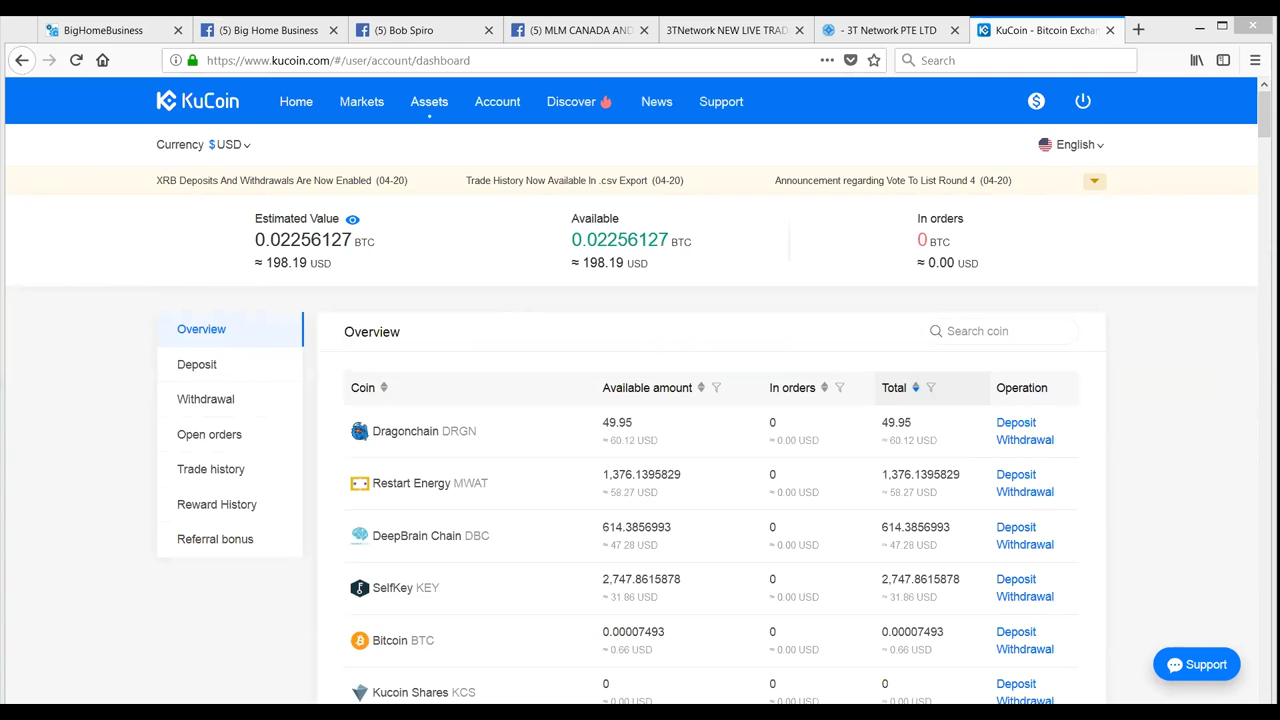 BigHomeBusiness
(5) Big Home Business
(5) Bob Spiro
(5) MLM CANADA AND
3TNetwork NEW LIVE TRAD
- 3T Network PTE LTD
KuCoin - Bitcoin Exchan
https://www.kucoin.com/#/user/account/dashboard
Search
KuCoin
Home
Markets
Assets
Account
Discover
News
Support
Currency $ USD
English
XRB Deposits And Withdrawals Are Now Enabled (04-20)
Trade History Now Available In .csv Export (04-20)
Announcement regarding Vote To List Round 4 (04-20)
Estimated Value
0.02256127 BTC
≈ 198.19 USD
Available
0.02256127 BTC
≈ 198.19 USD
In orders
0 BTC
≈ 0.00 USD
Overview
Deposit
Withdrawal
Open orders
Trade history
Reward History
Referral bonus
Overview
Search coin
Coin
Available amount
In orders
Total
Operation
Dragonchain DRGN
49.95
≈ 60.12 USD
0
≈ 0.00 USD
49.95
≈ 60.12 USD
Deposit
Withdrawal
Restart Energy MWAT
1,376.1395829
≈ 58.27 USD
0
≈ 0.00 USD
1,376.1395829
≈ 58.27 USD
Deposit
Withdrawal
DeepBrain Chain DBC
614.3856993
≈ 47.28 USD
0
≈ 0.00 USD
614.3856993
≈ 47.28 USD
Deposit
Withdrawal
SelfKey KEY
2,747.8615878
≈ 31.86 USD
0
≈ 0.00 USD
2,747.8615878
≈ 31.86 USD
Deposit
Withdrawal
Bitcoin BTC
0.00007493
≈ 0.66 USD
0
≈ 0.00 USD
0.00007493
≈ 0.66 USD
Deposit
Withdrawal
Kucoin Shares KCS
0
≈ 0.00 USD
0
≈ 0.00 USD
0
≈ 0.00 USD
Deposit
Withdrawal
Support